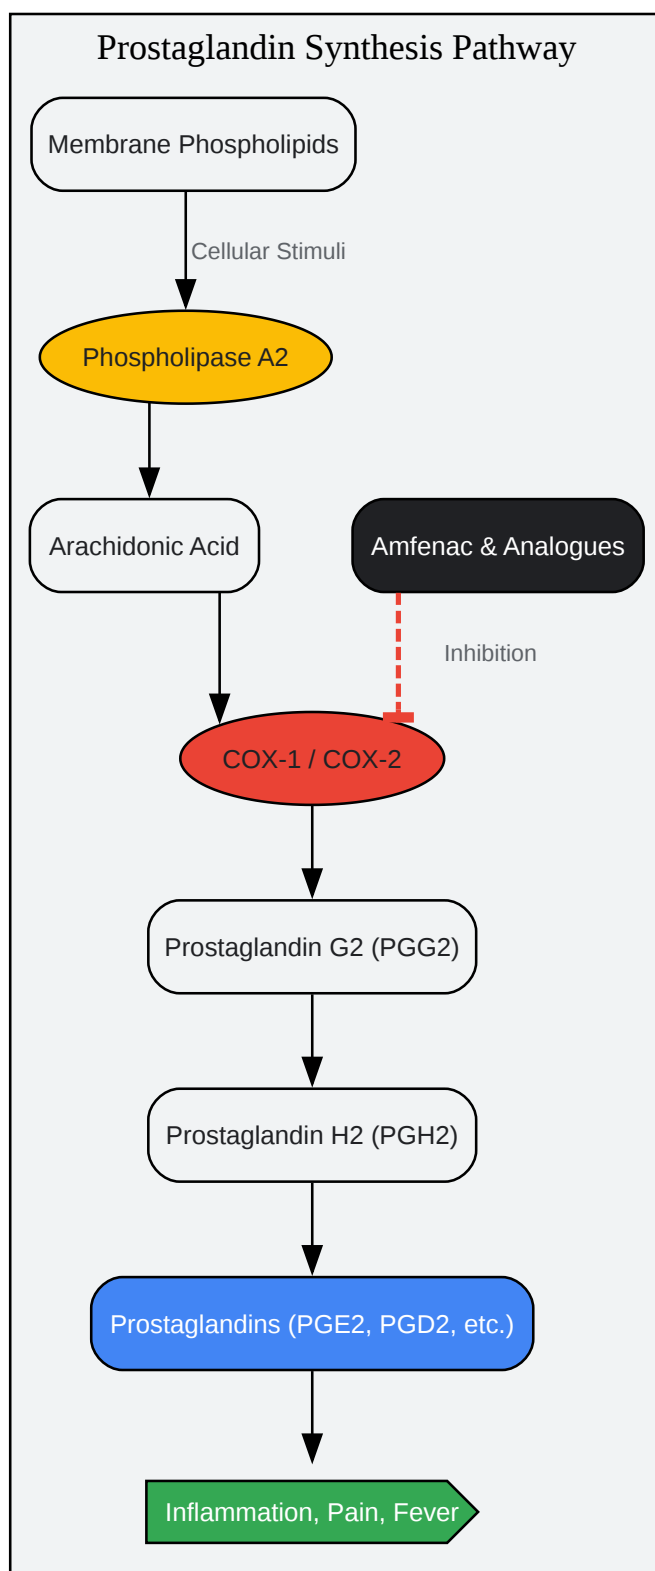 Prostaglandin Synthesis Pathway
Membrane Phospholipids
Cellular Stimuli
Phospholipase A2
Arachidonic Acid
Amfenac & Analogues
Inhibition
COX-1 / COX-2
Prostaglandin G2 (PGG2)
Prostaglandin H2 (PGH2)
Prostaglandins (PGE2, PGD2, etc.)
Inflammation, Pain, Fever